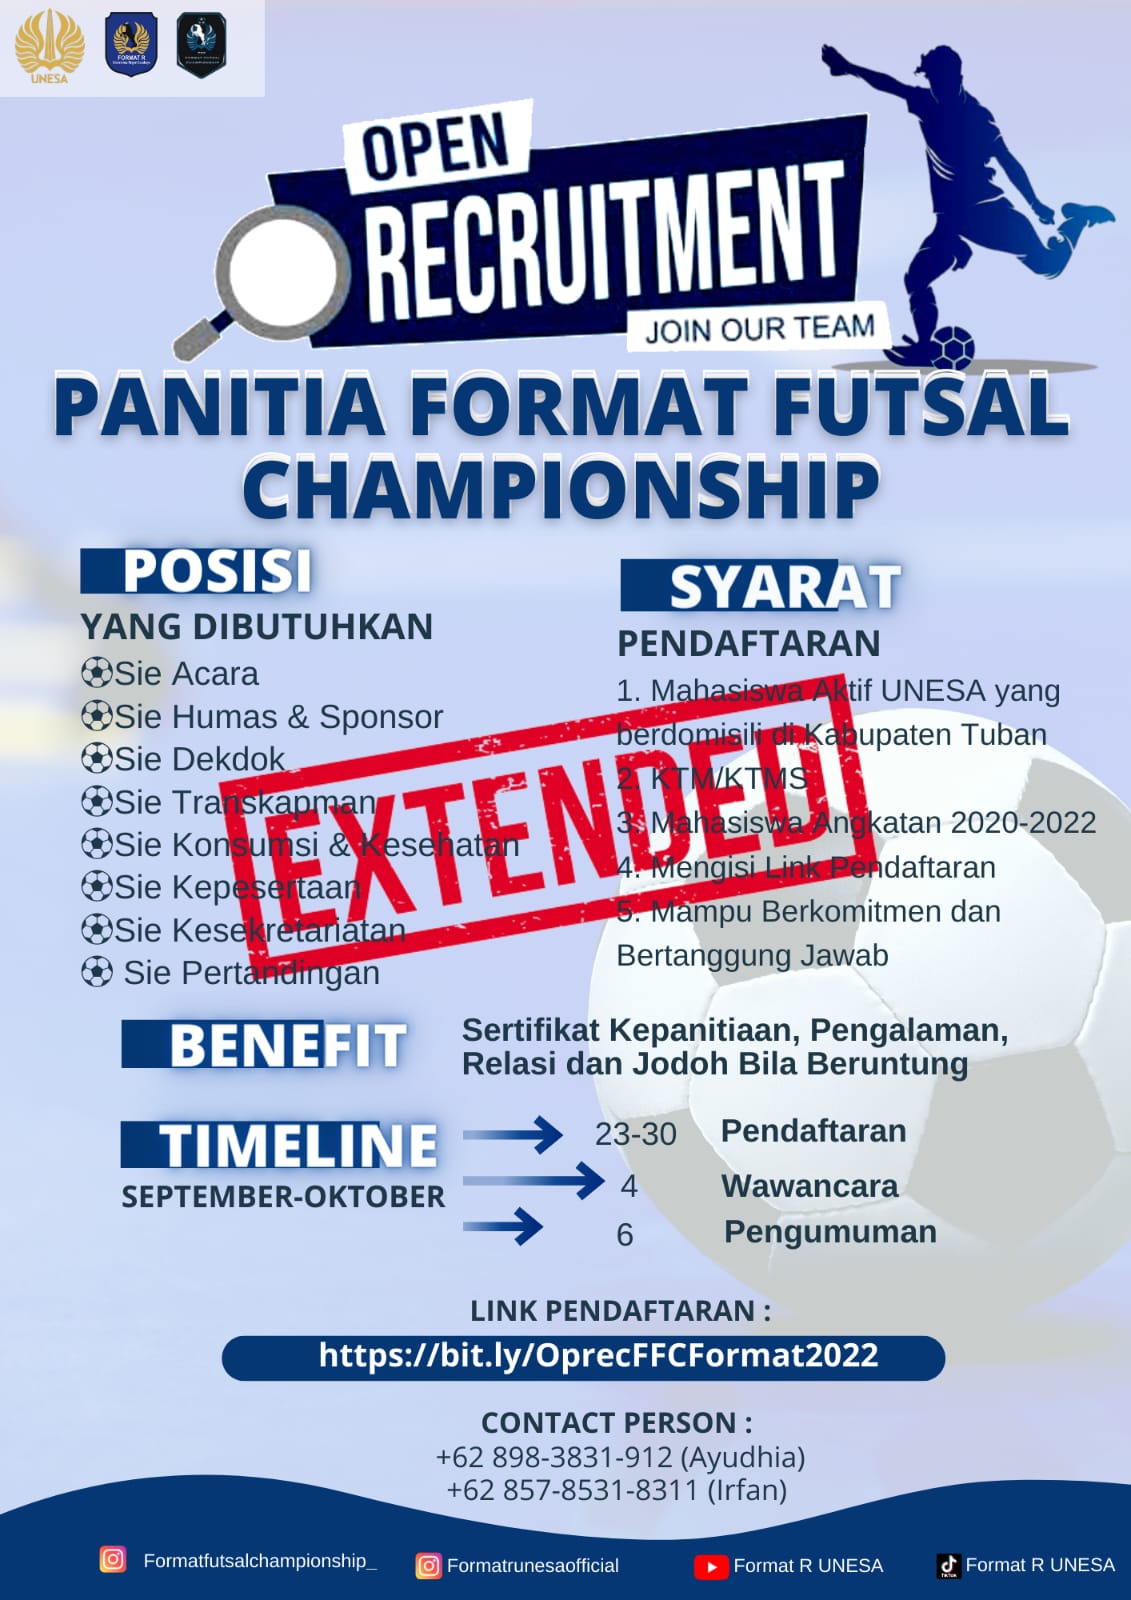 UNESA
FORMAT R
FORMAT FUTSAL
CHAMPIONSHIP
OPEN
RECRUITMENT
JOIN OUR TEAM
PANITIA FORMAT FUTSAL
CHAMPIONSHIP
POSISI
YANG DIBUTUHKAN
Sie Acara
Sie Humas & Sponsor
Sie Dekdok
Sie Transkapman
Sie Konsumsi & Kesehatan
Sie Kepesertaan
Sie Kesekretariatan
Sie Pertandingan
SYARAT
PENDAFTARAN
1. Mahasiswa Aktif UNESA yang
berdomisili di Kabupaten Tuban
2. KTM/KTMS
3. Mahasiswa Angkatan 2020-2022
4. Mengisi Link Pendaftaran
5. Mampu Berkomitmen dan
Bertanggung Jawab
EXTENDED
BENEFIT
Sertifikat Kepanitiaan, Pengalaman,
Relasi dan Jodoh Bila Beruntung
TIMELINE
SEPTEMBER-OKTOBER
23-30 Pendaftaran
4 Wawancara
6 Pengumuman
LINK PENDAFTARAN :
https://bit.ly/OprecFFCFormat2022
CONTACT PERSON :
+62 898-3831-912 (Ayudhia)
+62 857-8531-8311 (Irfan)
Formatfutsalchampionship_
Formatrunesaofficial
Format R UNESA
TikTok
Format R UNESA